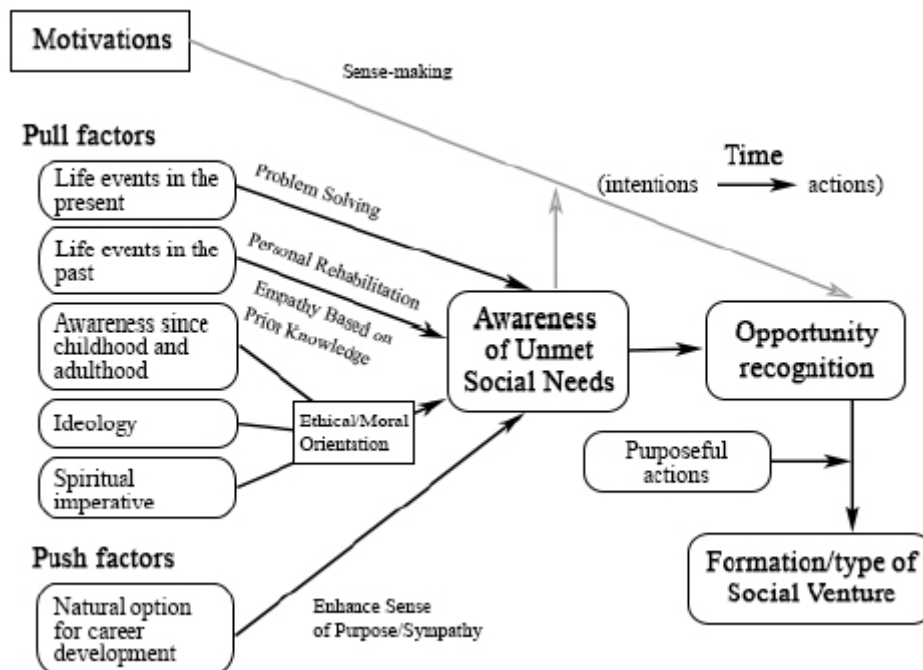 Motivations
Sense-making
Pull factors
Time
(intentions
actions)
Life events in the
present
Problem Solving
Life events in the
past
Personal Rehabilitation
Empathy Based on
Prior Knowledge
Awareness since
childhood and
adulthood
Awareness
of Unmet
Social Needs
Opportunity
recognition
Ideology
Ethical/Moral
Orientation
Spiritual
imperative
Purposeful
actions
Push factors
Formation/type of
Social Venture
Natural option
for career
development
Enhance Sense
of Purpose/Sympathy